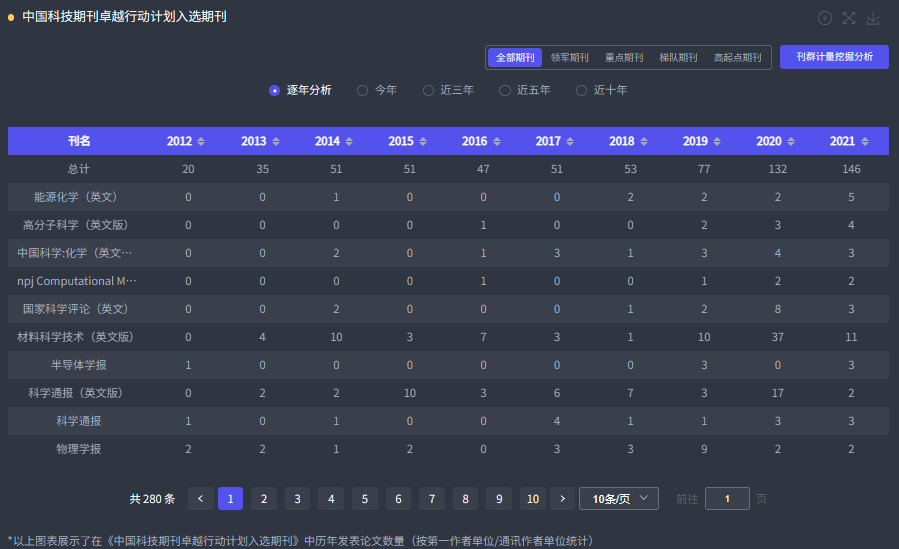 中国科技期刊卓越行动计划入选期刊
全部期刊 领军期刊 重点期刊 梯队期刊 高起点期刊 刊群计量挖掘分析
逐年分析 今年 近三年 近五年 近十年
刊名 2012 2013 2014 2015 2016 2017 2018 2019 2020 2021
总计 20 35 51 51 47 51 53 77 132 146
能源化学（英文） 0 0 1 0 0 0 2 2 2 5
高分子科学（英文版） 0 0 0 0 1 0 0 2 3 4
中国科学:化学（英文… 0 0 2 0 1 3 1 3 4 3
npj Computational M… 0 0 0 0 1 0 0 1 2 2
国家科学评论（英文） 0 0 2 0 0 0 1 2 8 3
材料科学技术（英文版） 0 4 10 3 7 3 1 10 37 11
半导体学报 1 0 0 0 0 0 0 3 0 3
科学通报（英文版） 0 2 2 10 3 6 7 3 17 2
科学通报 1 0 1 0 0 4 1 1 3 3
物理学报 2 2 1 2 0 3 3 9 2 2
共 280 条 < 1 2 3 4 5 6 7 8 9 10 > 10条/页 前往 1 页
*以上图表展示了在《中国科技期刊卓越行动计划入选期刊》中历年发表论文数量（按第一作者单位/通讯作者单位统计）